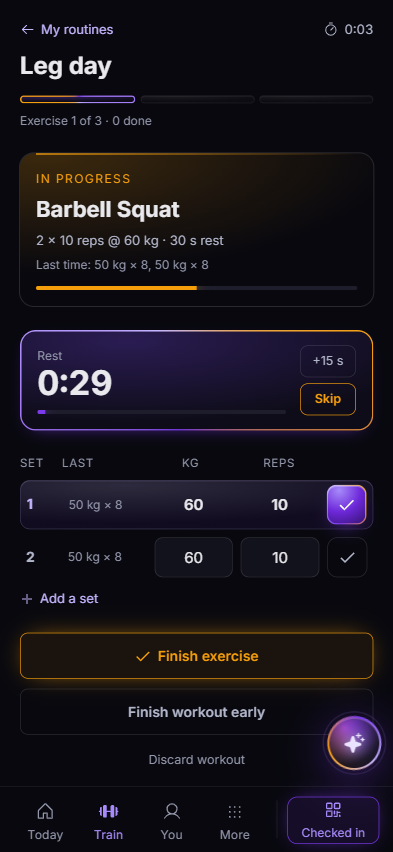 My routines
0:03
Leg day
Exercise 1 of 3 · 0 done
IN PROGRESS
Barbell Squat
2 × 10 reps @ 60 kg · 30 s rest
Last time: 50 kg × 8, 50 kg × 8
Rest
0:29
+15 s
Skip
SET LAST KG REPS
1 50 kg × 8 60 10
2 50 kg × 8 60 10
Add a set
Finish exercise
Finish workout early
Discard workout
Today Train You More Checked in